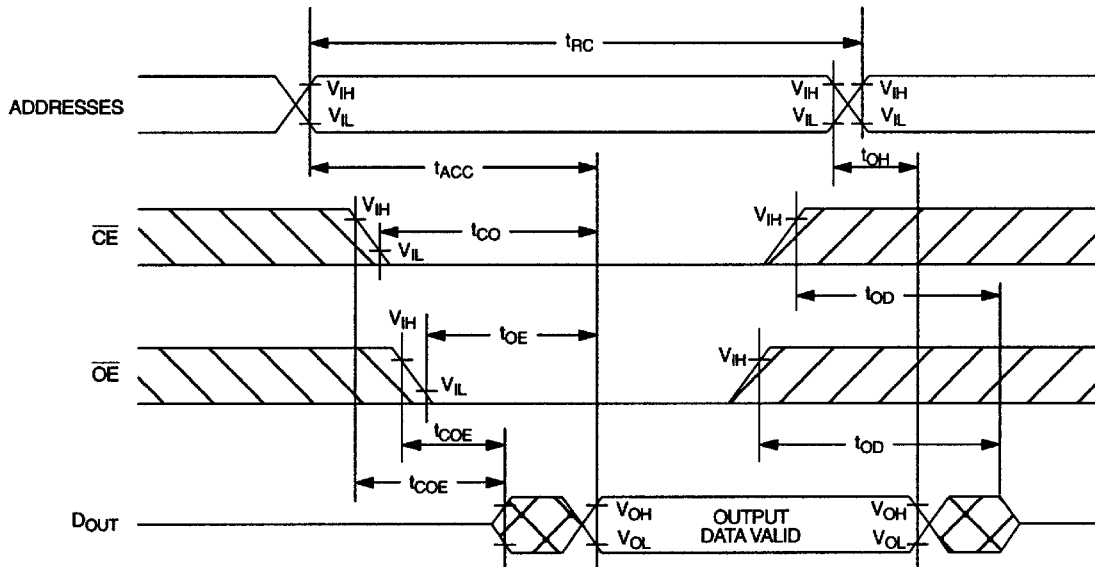 tRC
ADDRESSES
VIH
VIL
VIH
VIL
VIH
VIL
tACC
tOH
CE
VIH
VIL
tCO
VIH
tOD
OE
VIH
VIL
tOE
VIH
tCOE
tOD
tCOE
DOUT
VOH
VOL
OUTPUT
DATA VALID
VOH
VOL